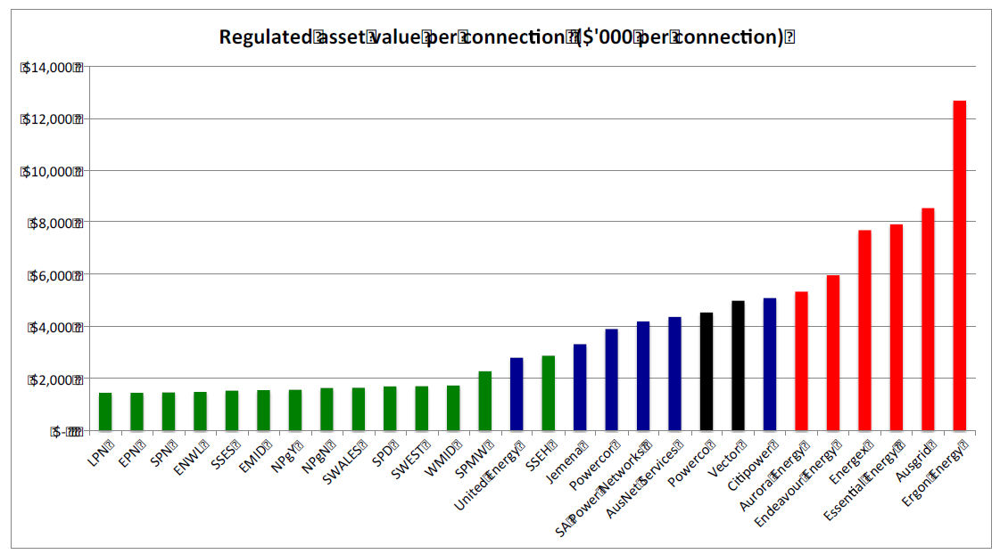 Regulated asset value per connection ($'000 per connection)
$14,000
$12,000
$10,000
$8,000
$6,000
$4,000
$2,000
$-
LPN
EPN
SPN
ENWL
SSES
EMID
NPgY
NPgN
SWALES
SPD
SWEST
WMID
SPMW
United Energy
SSEH
Jemena
Powercor
SA Power Networks
AusNet Services
Powerco
Vector
Citipower
Aurora Energy
Endeavour Energy
Energex
Essential Energy
Ausgrid
Ergon Energy